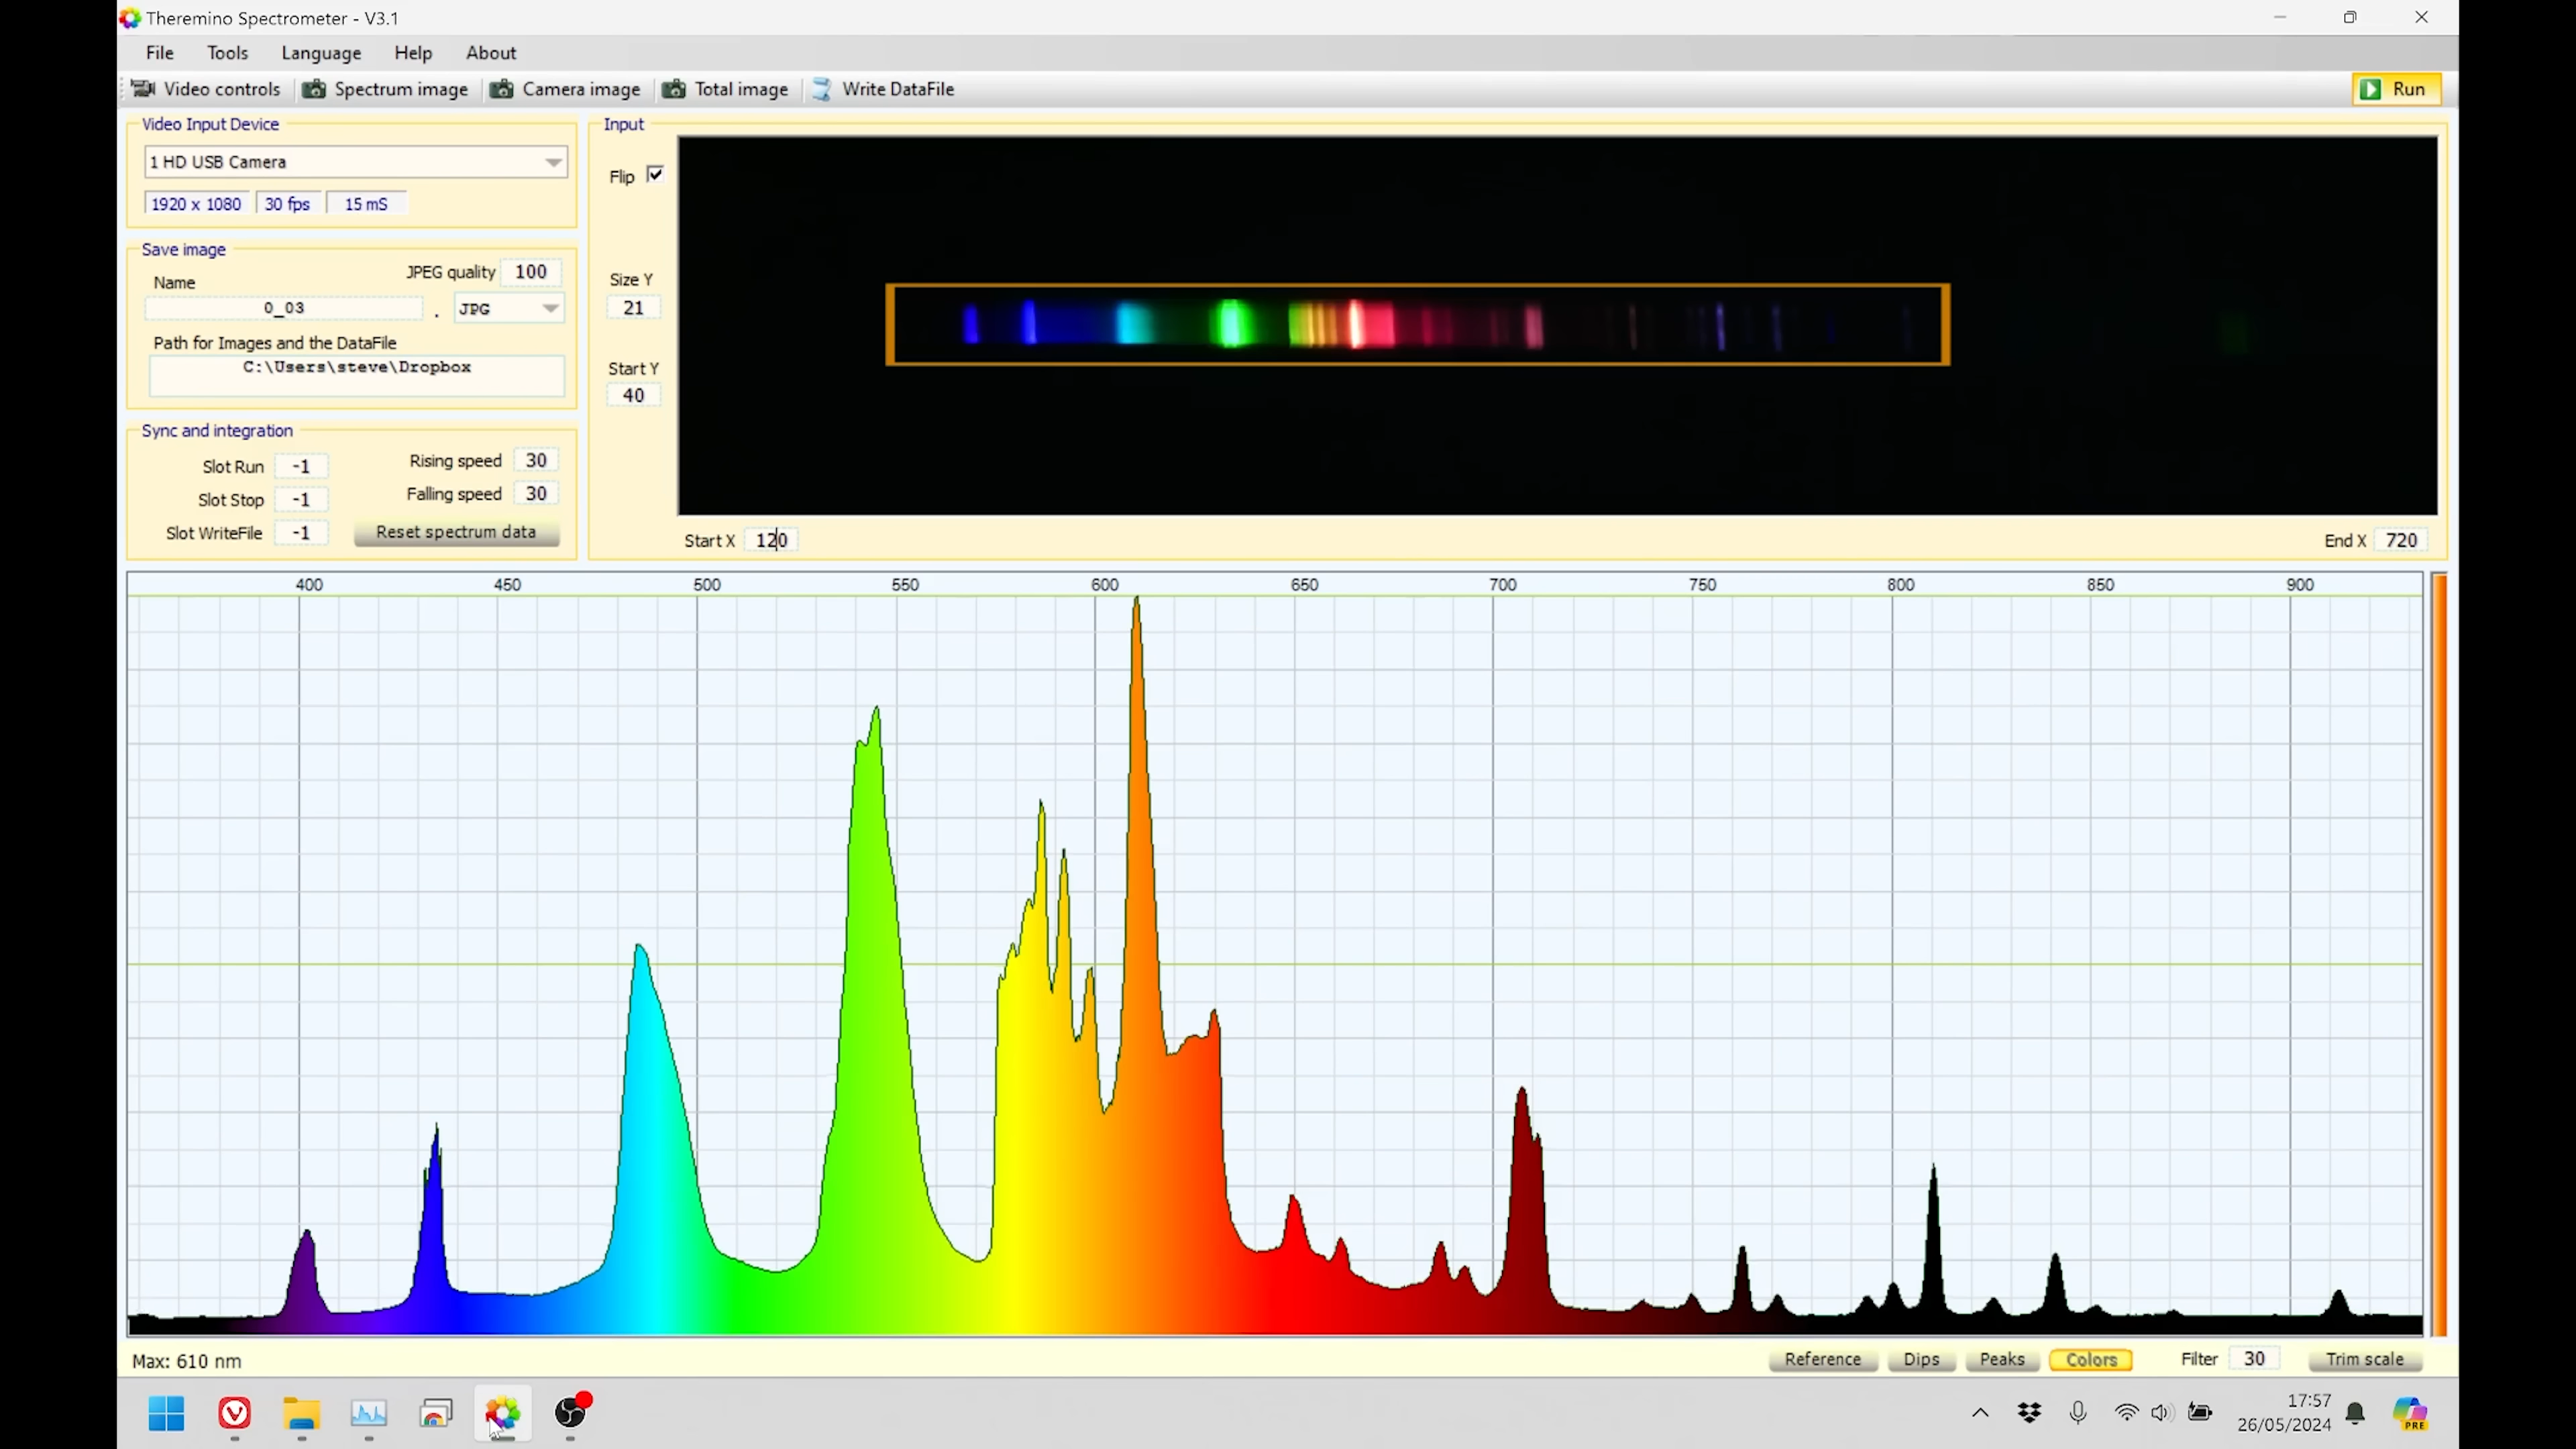 Theremino Spectrometer - V3.1
File Tools Language Help About
Video controls Spectrum image Camera image Total image Write DataFile Run
Video Input Device
1 HD USB Camera
1920 x 1080 30 fps 15 mS
Save image
Name JPEG quality 100
0_03 . JPG
Path for Images and the DataFile
C:\Users\steve\Dropbox
Sync and integration
Slot Run -1 Rising speed 30
Slot Stop -1 Falling speed 30
Slot WriteFile -1 Reset spectrum data
Input
Flip
Size Y
21
Start Y
40
Start X 120 End X 720
400 450 500 550 600 650 700 750 800 850 900
Max: 610 nm Reference Dips Peaks Colors Filter 30 Trim scale
17:57
26/05/2024
PRE